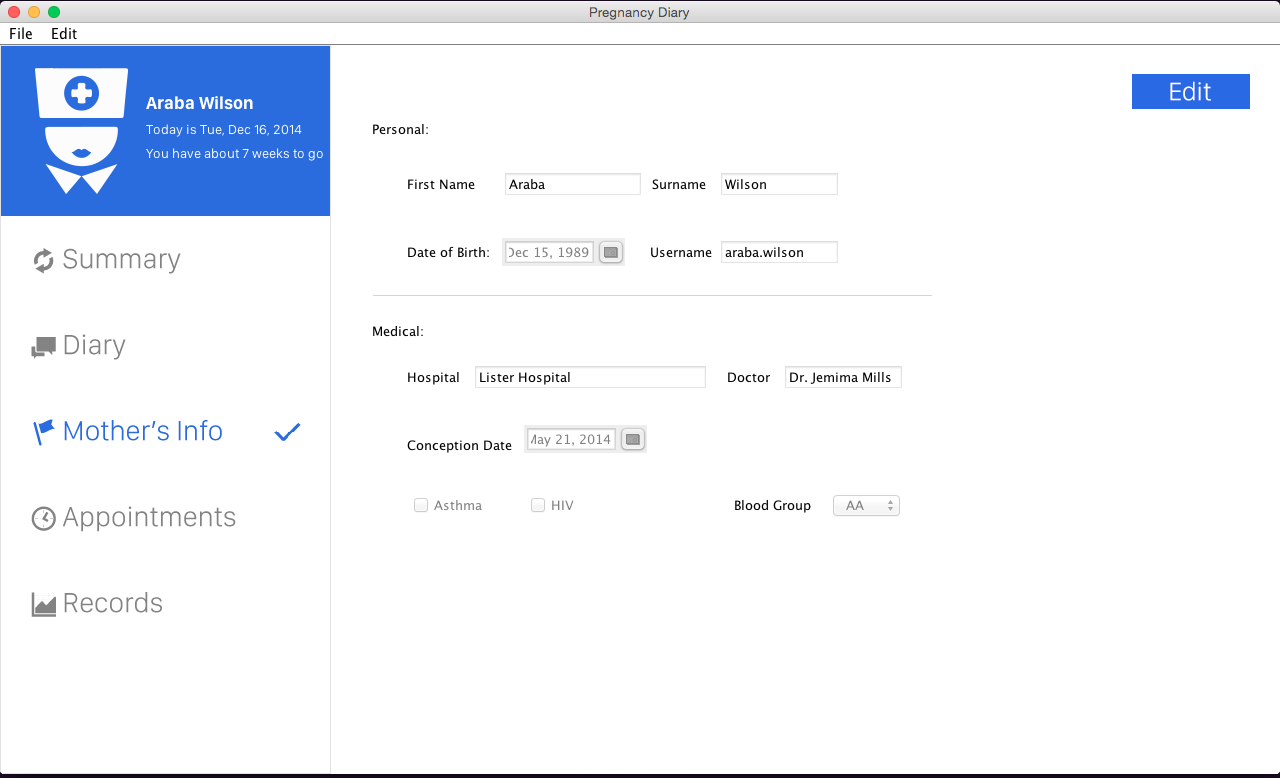 Pregnancy Diary
File Edit
Araba Wilson
Today is Tue, Dec 16, 2014
You have about 7 weeks to go
Summary
Diary
Mother's Info
Appointments
Records
Edit
Personal:
First Name Araba Surname Wilson
Date of Birth: Dec 15, 1989 Username araba.wilson
Medical:
Hospital Lister Hospital Doctor Dr. Jemima Mills
Conception Date May 21, 2014
Asthma HIV Blood Group AA